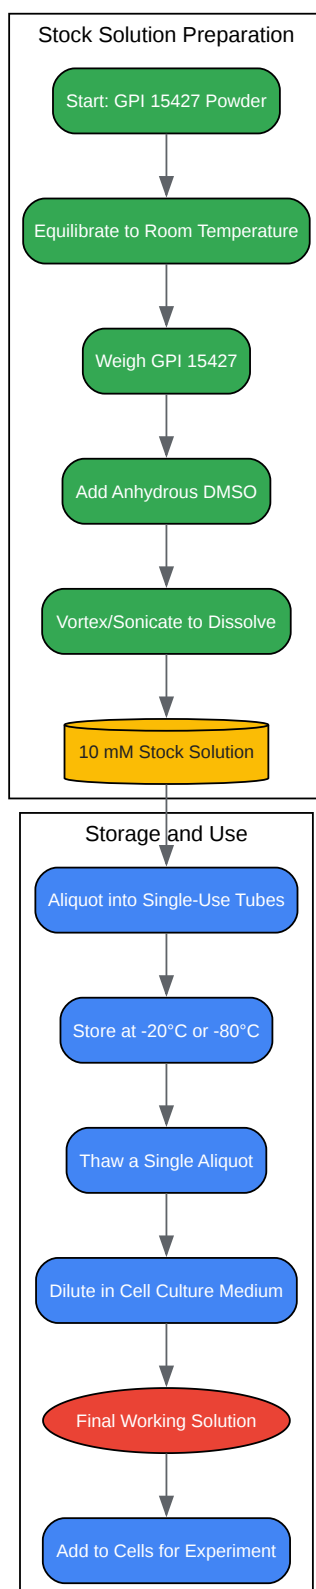 Stock Solution Preparation
Start: GPI 15427 Powder
Equilibrate to Room Temperature
Weigh GPI 15427
Add Anhydrous DMSO
Vortex/Sonicate to Dissolve
10 mM Stock Solution
Storage and Use
Aliquot into Single-Use Tubes
Store at -20°C or -80°C
Thaw a Single Aliquot
Dilute in Cell Culture Medium
Final Working Solution
Add to Cells for Experiment